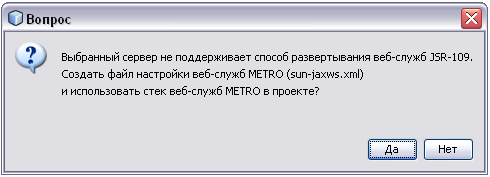 Вопрос
Выбранный сервер не поддерживает способ развертывания веб-служб JSR-109.
Создать файл настройки веб-служб METRO (sun-jaxws.xml)
и использовать стек веб-служб METRO в проекте?
Да
Нет